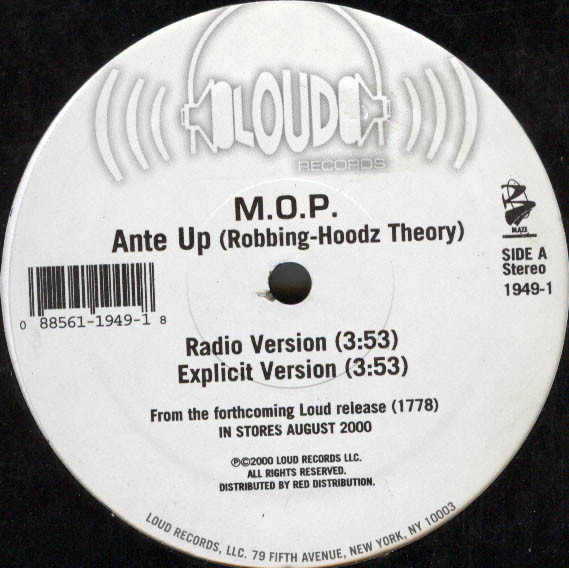 LOUD
RECORDS
M.O.P.
Ante Up (Robbing-Hoodz Theory)
BLAZE
communications
SIDE A
Stereo
1949-1
0 88561-1949-1 8
Radio Version (3:53)
Explicit Version (3:53)
From the forthcoming Loud release (1778)
IN STORES AUGUST 2000
℗©2000 LOUD RECORDS LLC.
ALL RIGHTS RESERVED.
DISTRIBUTED BY RED DISTRIBUTION.
LOUD RECORDS, LLC. 79 FIFTH AVENUE, NEW YORK, NY 10003